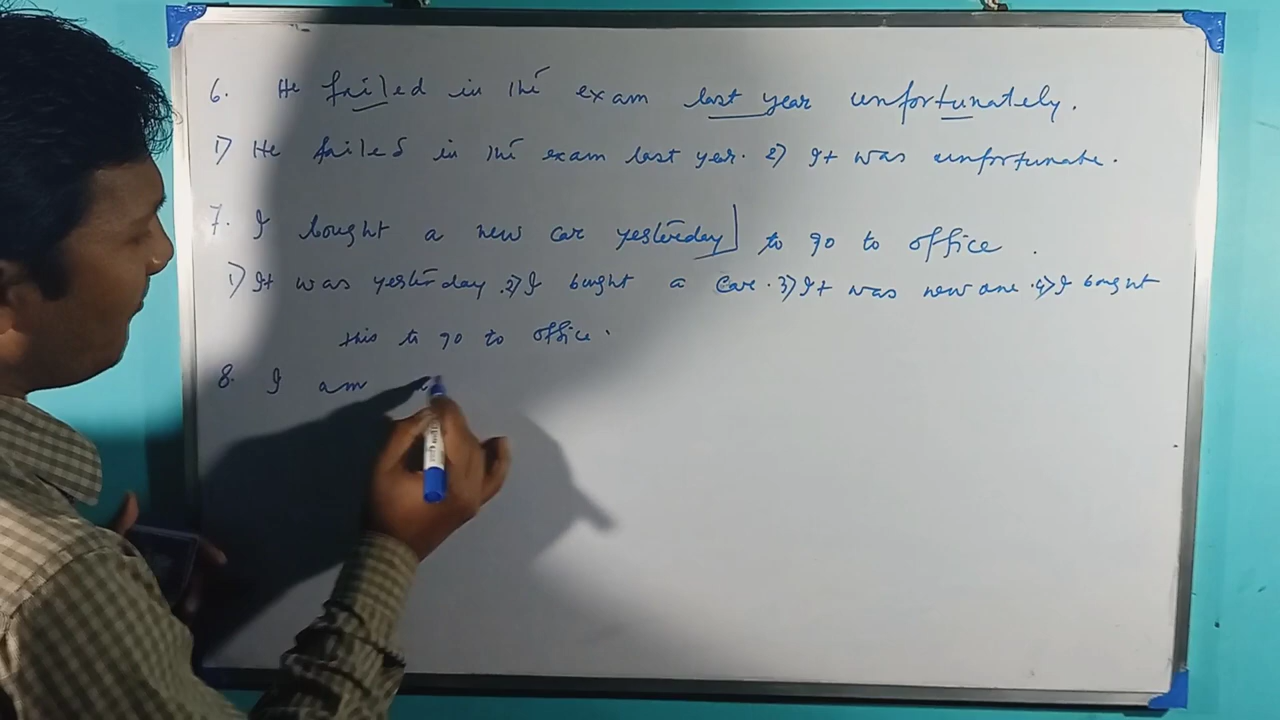 6. He failed in the exam last year unfortunately.
1) He failed in the exam last year. 2) It was unfortunate.
7. I bought a new car yesterday] to go to office.
1) It was yesterday. 2) I bought a car. 3) It was new one. 4) I bought
this to go to office.
8. I am